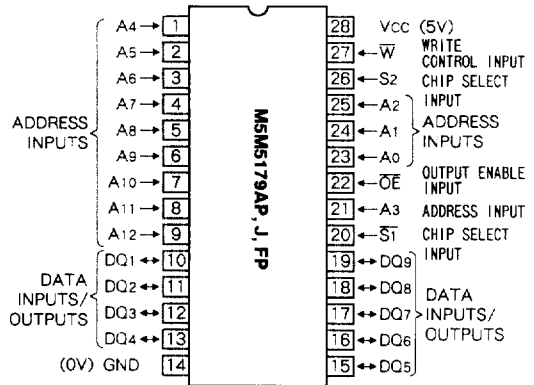 A4 → 1
A5 → 2
A6 → 3
A7 → 4
A8 → 5
A9 → 6
A10 → 7
A11 → 8
A12 → 9
DQ1 ↔ 10
DQ2 ↔ 11
DQ3 ↔ 12
DQ4 ↔ 13
(0V) GND 14
ADDRESS
INPUTS
DATA
INPUTS/
OUTPUTS
M5M5179AP, J, FP
28 VCC (5V)
27 ← W̅ WRITE
CONTROL INPUT
26 ← S2 CHIP SELECT
INPUT
25 ← A2
24 ← A1
23 ← A0
ADDRESS
INPUTS
22 ← O̅E̅ OUTPUT ENABLE
INPUT
21 ← A3 ADDRESS INPUT
20 ← S̅1̅ CHIP SELECT
INPUT
19 ↔ DQ9
18 ↔ DQ8
17 ↔ DQ7
16 ↔ DQ6
15 ↔ DQ5
DATA
INPUTS/
OUTPUTS